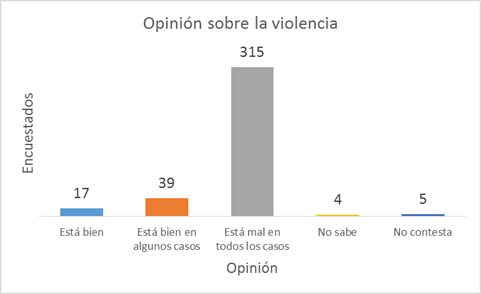 Opinión sobre la violencia
315
17
39
4
5
Encuestados
Está bien
Está bien en
algunos casos
Está mal en
todos los casos
No sabe
No contesta
Opinión